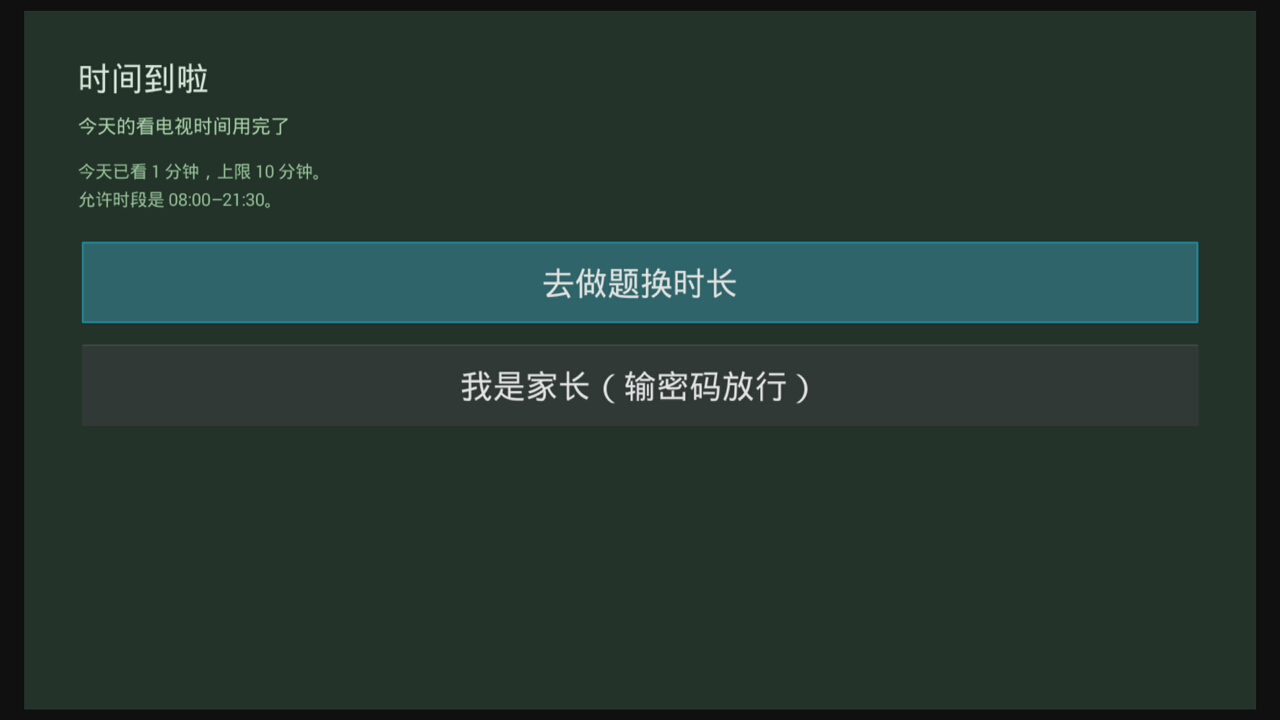 时间到啦
今天的看电视时间用完了
今天已看 1 分钟，上限 10 分钟。
允许时段是 08:00–21:30。
去做题换时长
我是家长（输密码放行）